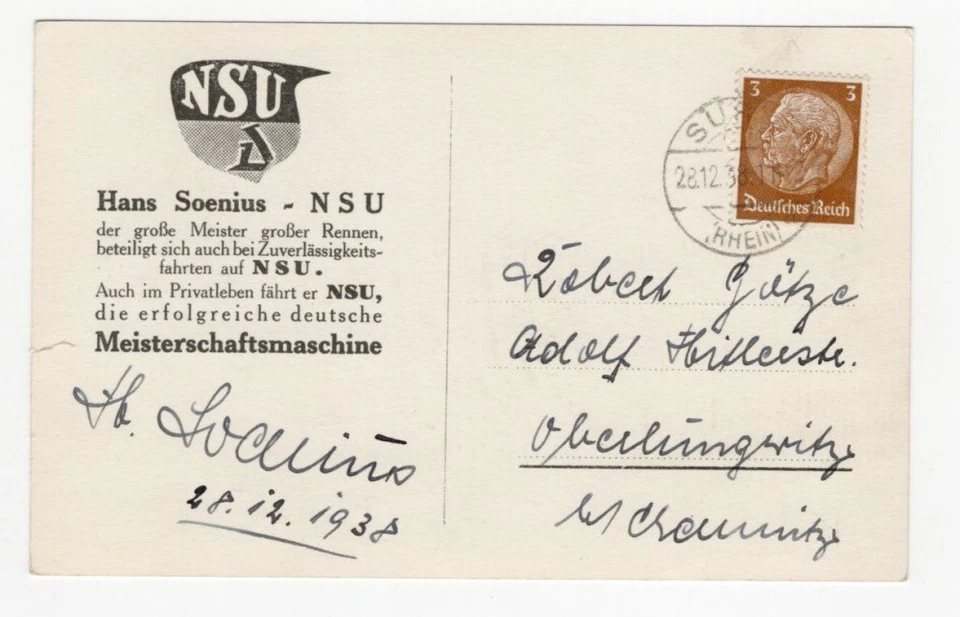 NSU
Hans Soenius - NSU
der große Meister großer Rennen,
beteiligt sich auch bei Zuverlässigkeits-
fahrten auf NSU.
Auch im Privatleben fährt er NSU,
die erfolgreiche deutsche
Meisterschaftsmaschine
H. Soenius
28.12.1938
3 3
Deutsches Reich
28.12.38
(RHEIN)
Robert Götze
Adolf Hitlerstr.
Oberlungwitz
b/ Chemnitz